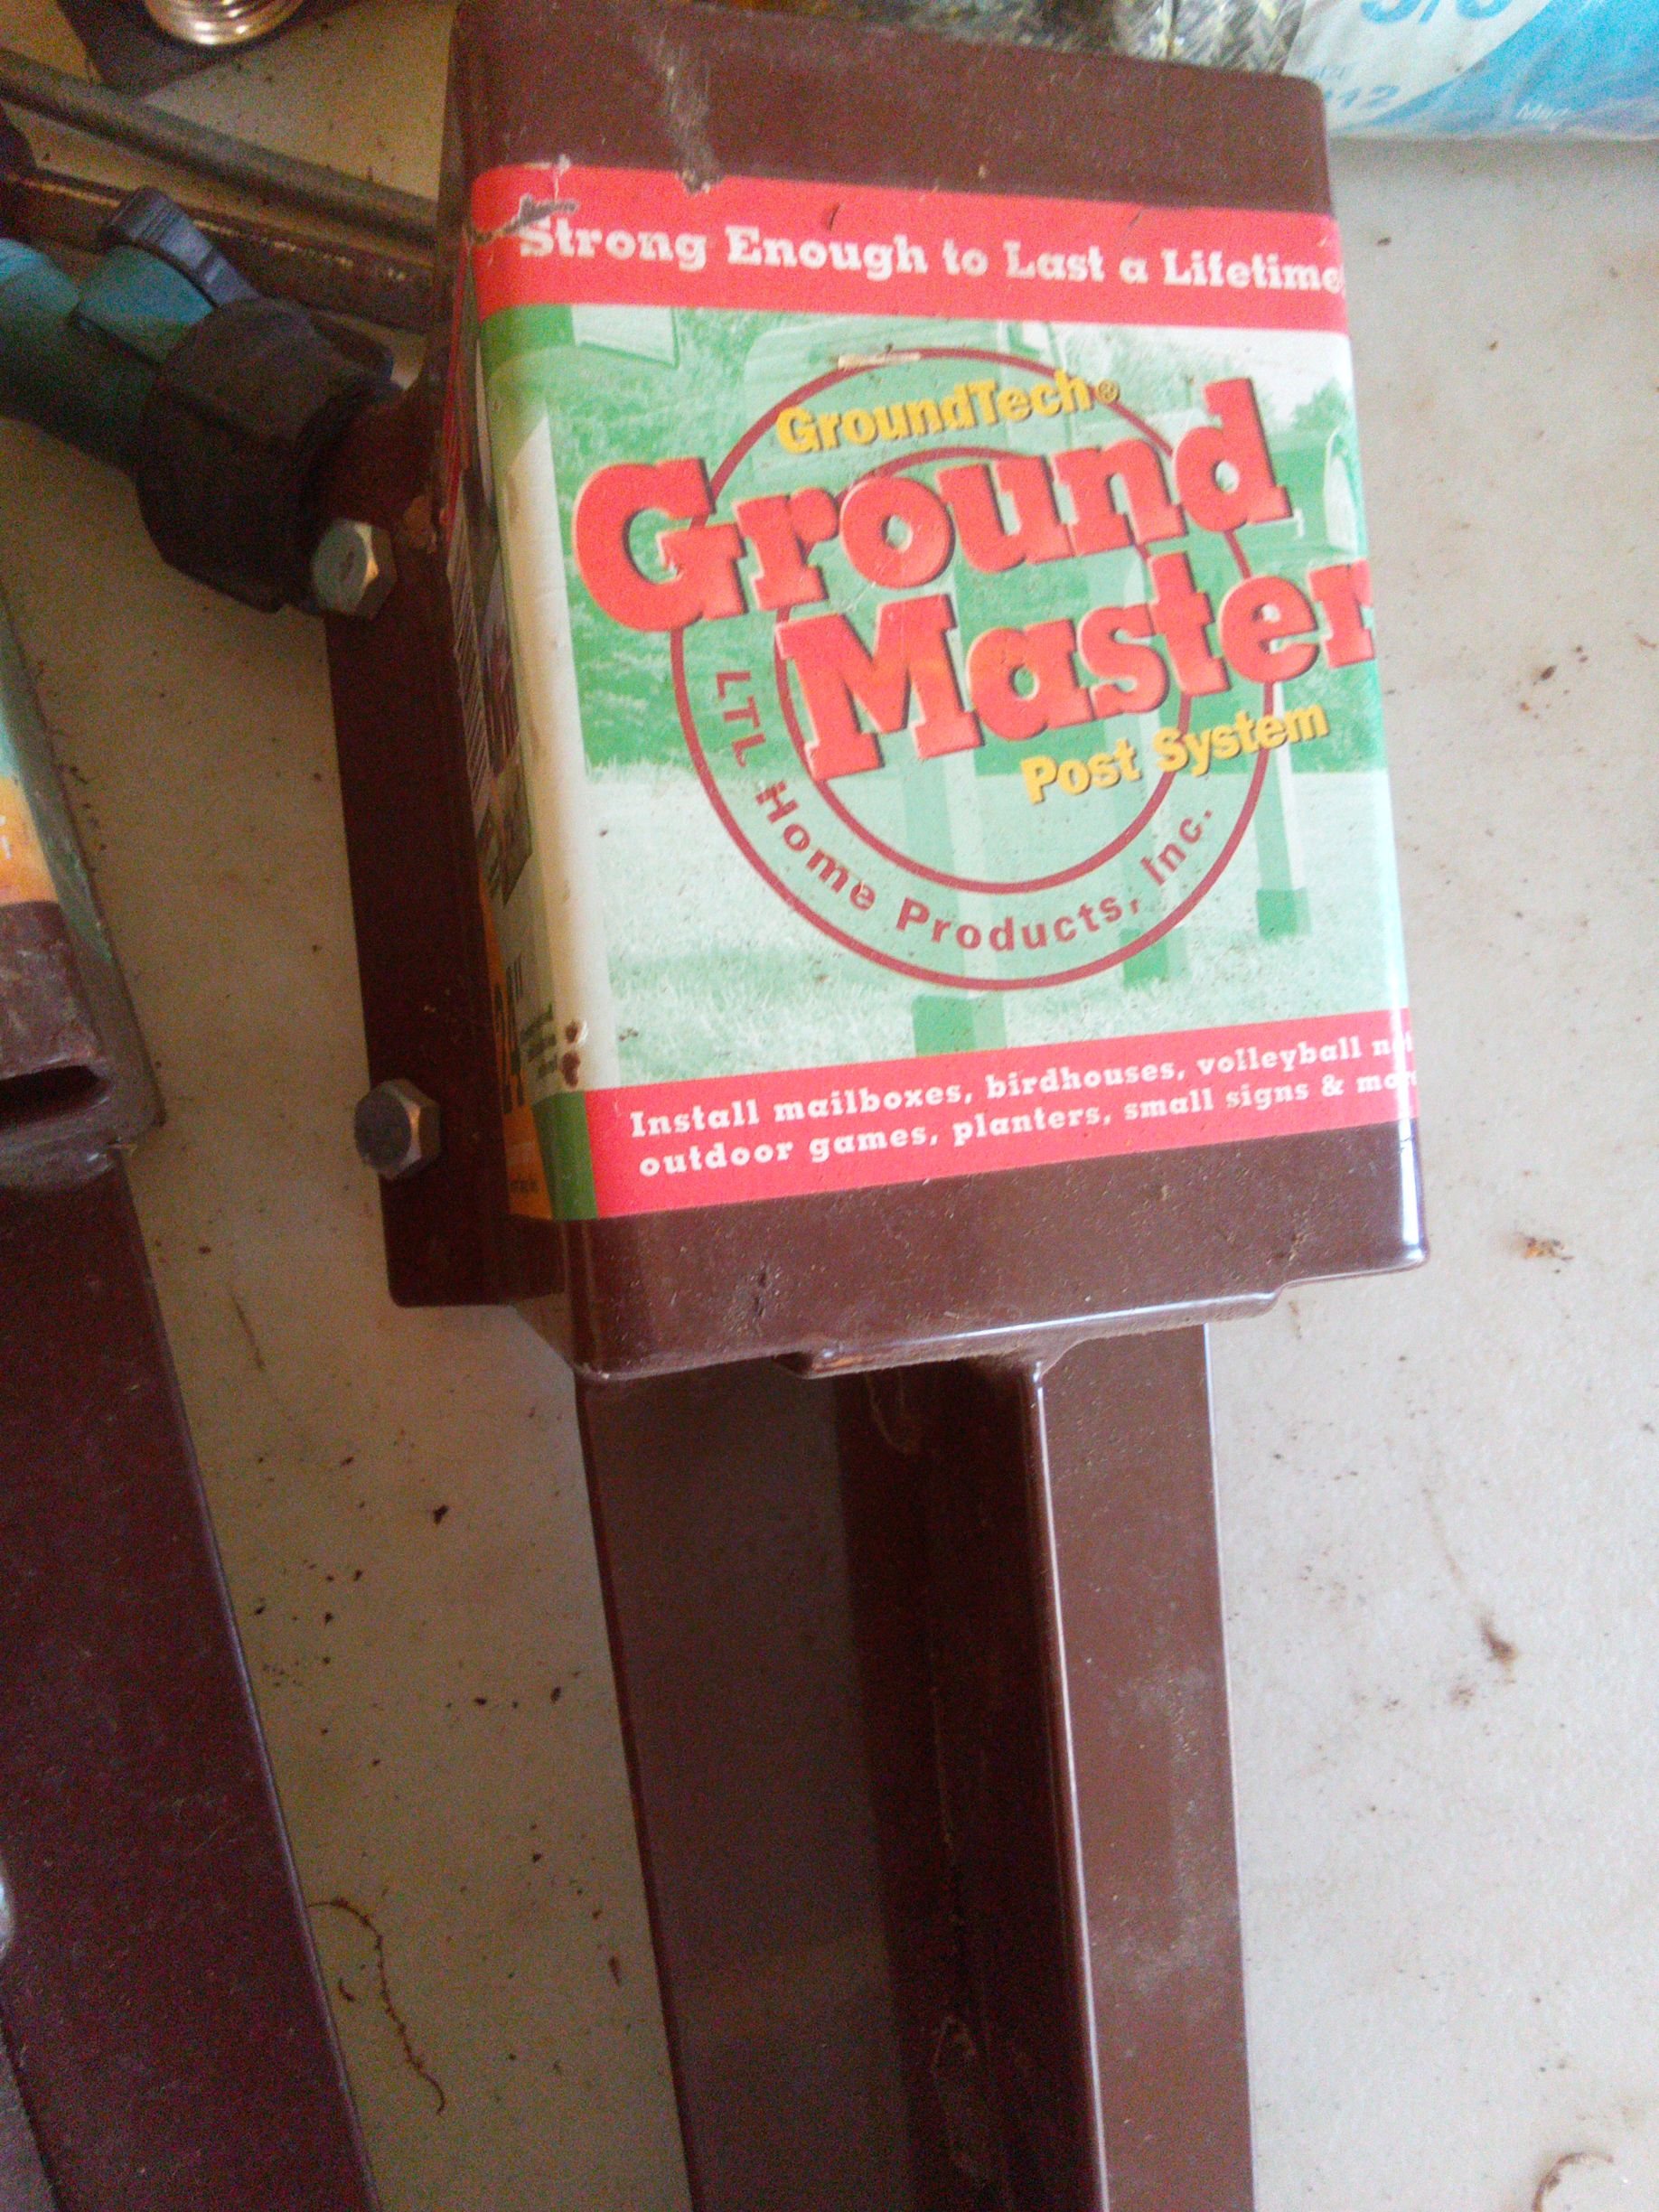 Strong Enough to Last a Lifetime
GroundTech®
Ground
Master
Post System
LTL Home Products, Inc.
Install mailboxes, birdhouses, volleyball
outdoor games, planters, small signs &